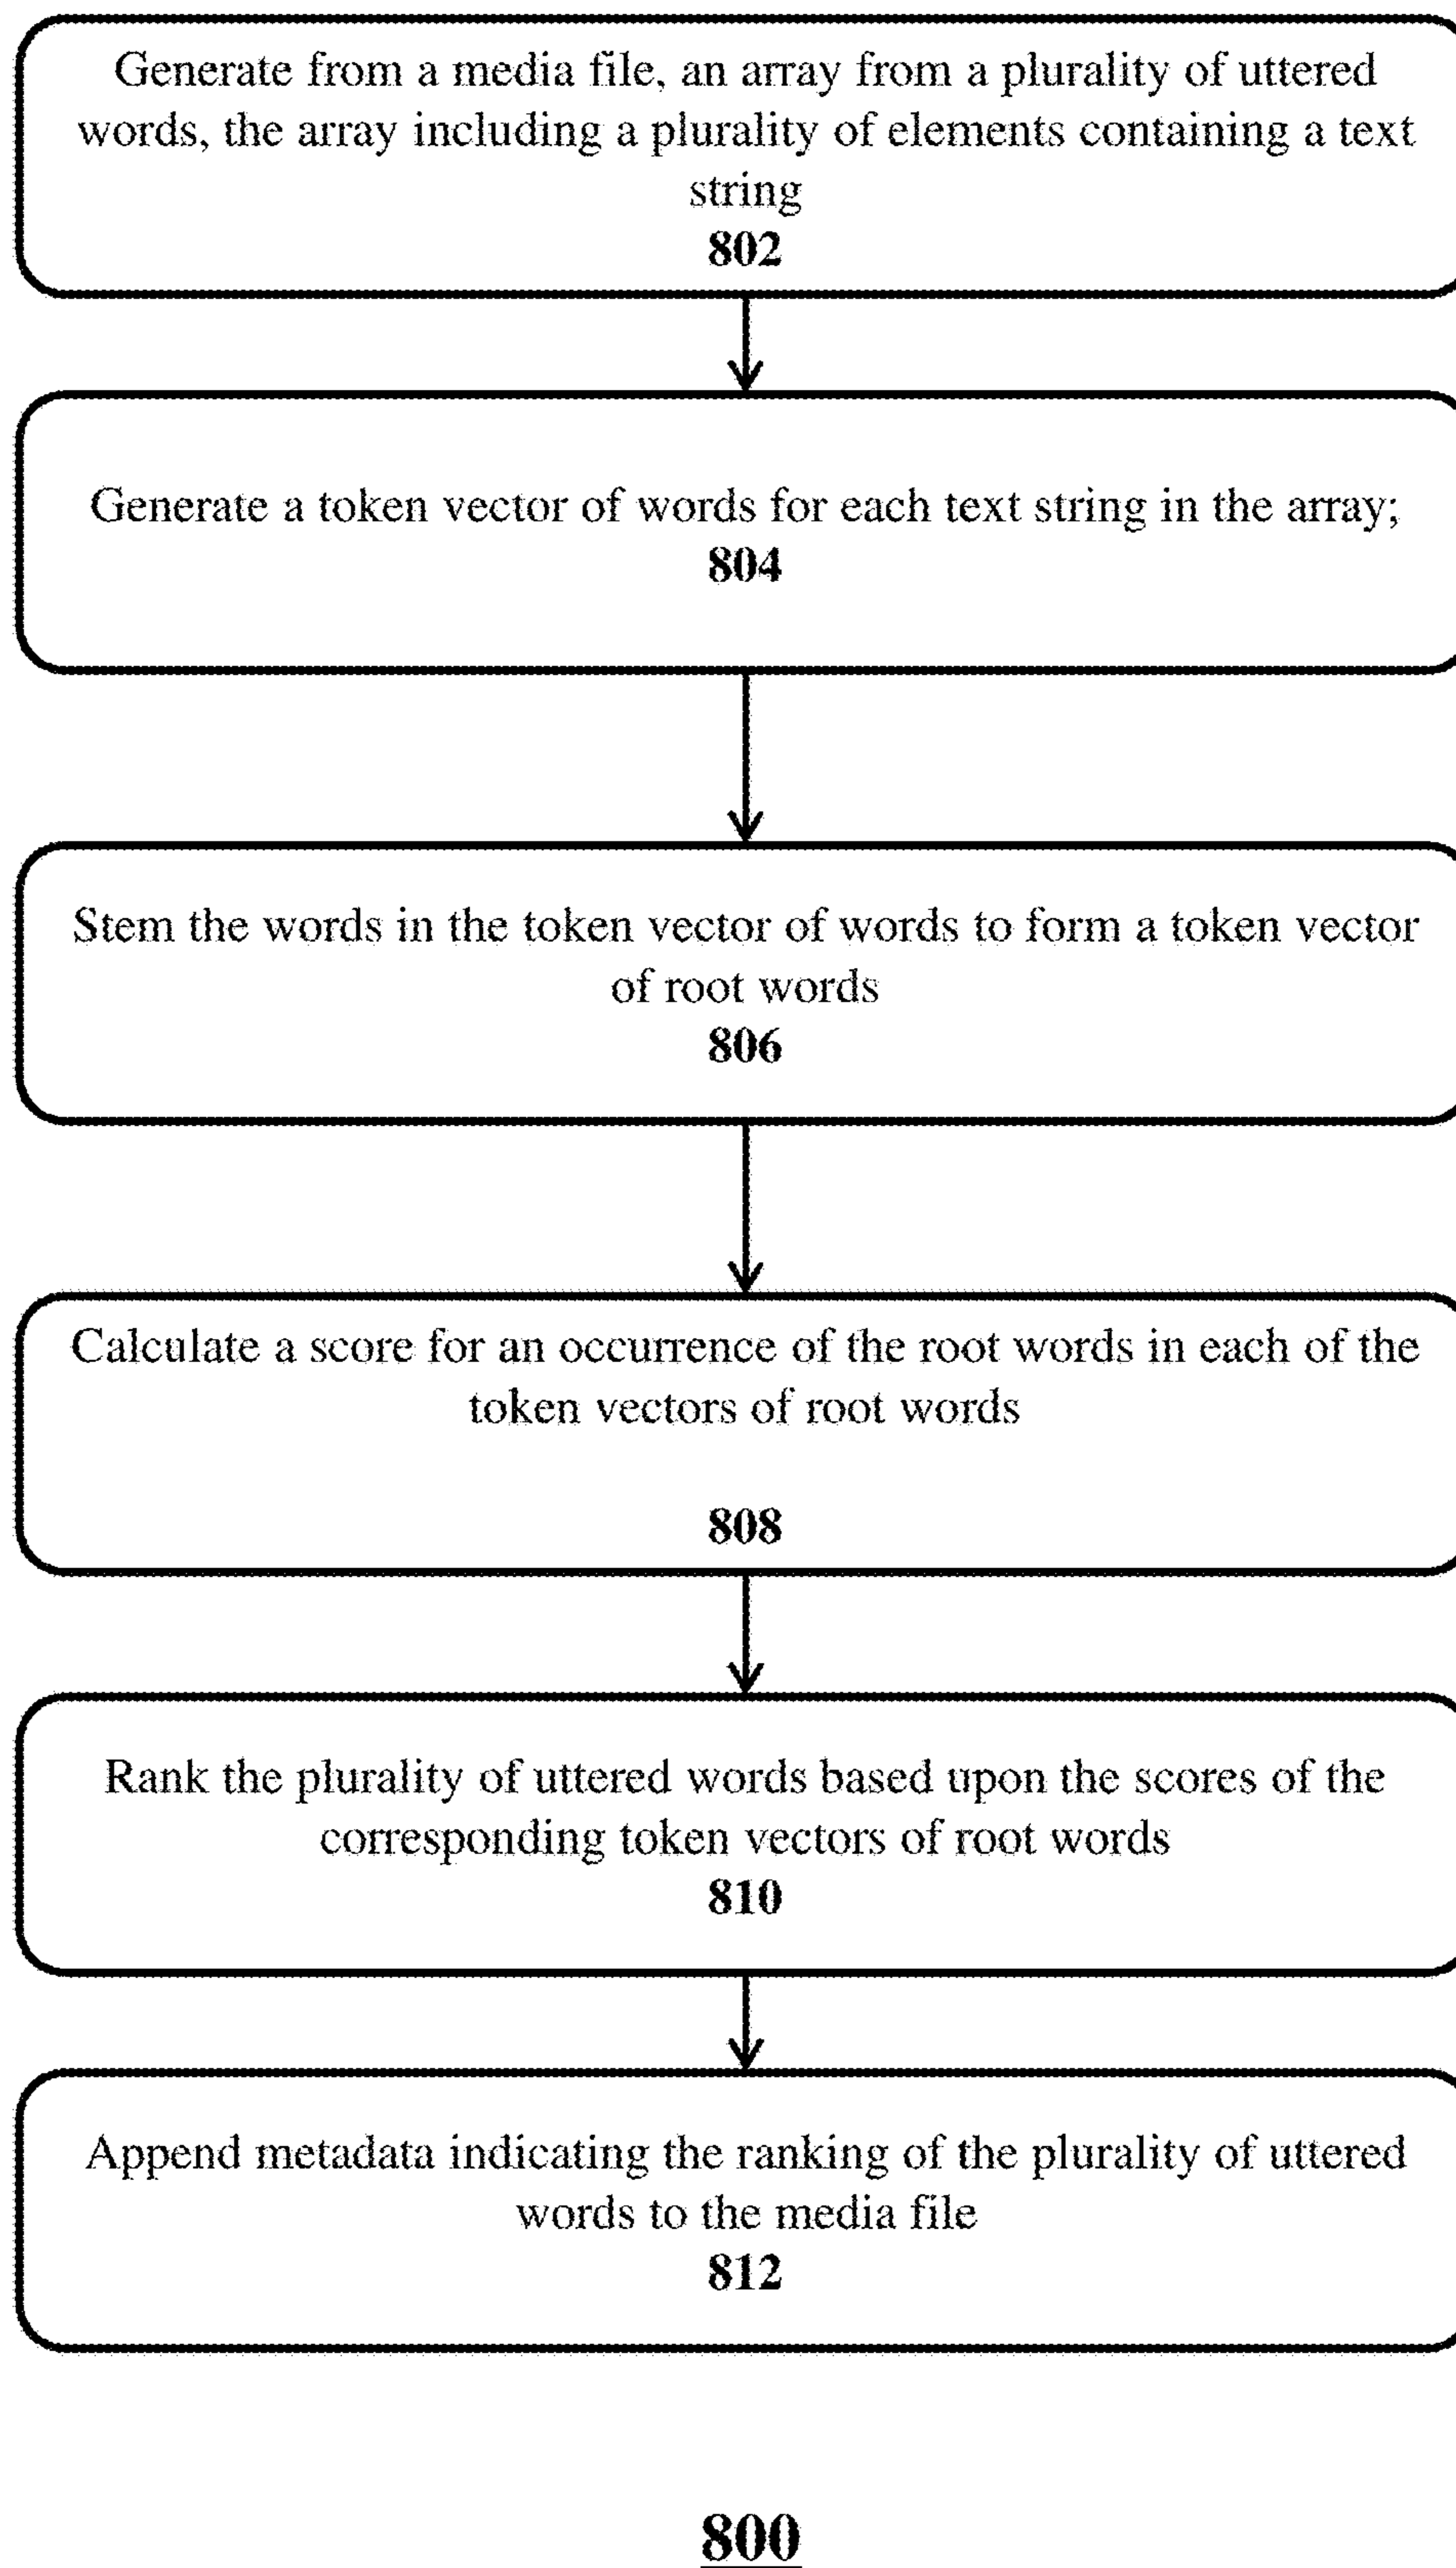 Generate from a media file, an array from a plurality of uttered
words, the array including a plurality of elements containing a text
string
802
Generate a token vector of words for each text string in the array;
804
Stem the words in the token vector of words to form a token vector
of root words
806
Calculate a score for an occurrence of the root words in each of the
token vectors of root words
808
Rank the plurality of uttered words based upon the scores of the
corresponding token vectors of root words
810
Append metadata indicating the ranking of the plurality of uttered
words to the media file
812
800